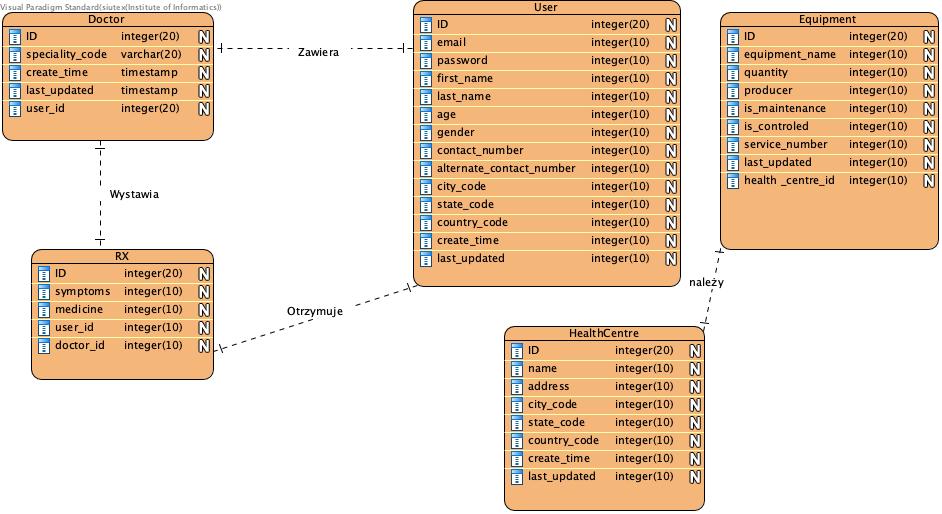 Visual Paradigm Standard(siutex(Institute of Informatics))
Doctor
ID integer(20) N
speciality_code varchar(20) N
create_time timestamp N
last_updated timestamp N
user_id integer(20) N
Zawiera
User
ID integer(20) N
email integer(10) N
password integer(10) N
first_name integer(10) N
last_name integer(10) N
age integer(10) N
gender integer(10) N
contact_number integer(10) N
alternate_contact_number integer(10) N
city_code integer(10) N
state_code integer(10) N
country_code integer(10) N
create_time integer(10) N
last_updated integer(10) N
Equipment
ID integer(20) N
equipment_name integer(10) N
quantity integer(10) N
producer integer(10) N
is_maintenance integer(10) N
is_controled integer(10) N
service_number integer(10) N
last_updated integer(10) N
health _centre_id integer(10) N
Wystawia
RX
ID integer(20) N
symptoms integer(10) N
medicine integer(10) N
user_id integer(10) N
doctor_id integer(10) N
Otrzymuje
należy
HealthCentre
ID integer(20) N
name integer(10) N
address integer(10) N
city_code integer(10) N
state_code integer(10) N
country_code integer(10) N
create_time integer(10) N
last_updated integer(10) N